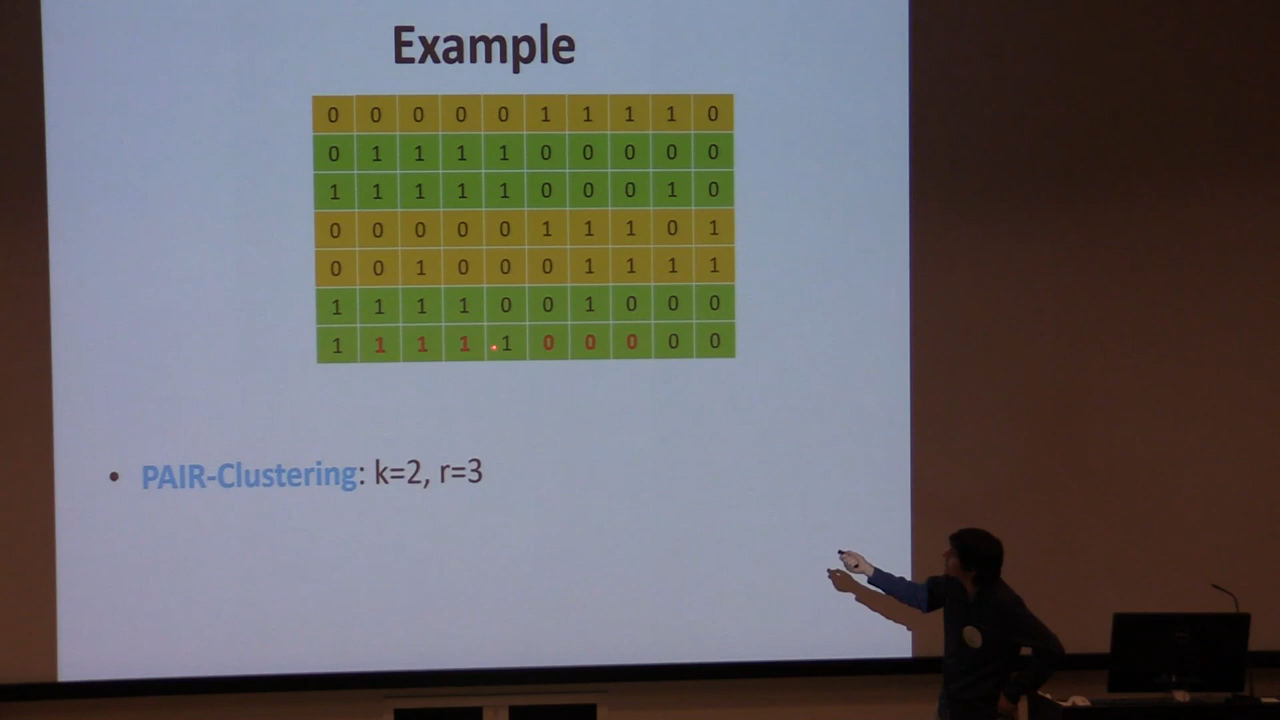 Example
0 0 0 0 0 1 1 1 1 0
0 1 1 1 1 0 0 0 0 0
1 1 1 1 1 0 0 0 1 0
0 0 0 0 0 1 1 1 0 1
0 0 1 0 0 0 1 1 1 1
1 1 1 1 0 0 1 0 0 0
1 1 1 1 1 0 0 0 0 0
• PAIR-Clustering: k=2, r=3